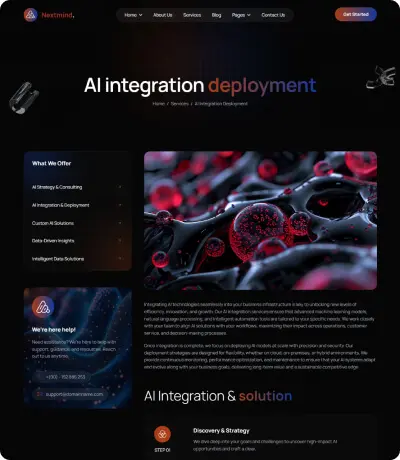 Nextmind.
Home About Us Services Blog Pages Contact Us
Get Started
AI integration deployment
Home / Services / AI Integration Deployment
What We Offer
AI Strategy & Consulting
AI Integration & Deployment
Custom AI Solutions
Data-Driven Insights
Intelligent Data Solutions
We're here help!
Need assistance? We're here to help with
support, guidance, and resources. Reach
out to us anytime.
Integrating AI technologies seamlessly into your business infrastructure is key to unlocking new levels of
efficiency, innovation, and growth. Our AI integration services ensure that advanced machine learning models,
natural language processing, and intelligent automation tools are tailored to your specific needs. We work closely
with your team to align AI solutions with your workflows, maximizing their impact across operations, customer
service, and decision-making processes.
Once integration is complete, we focus on deploying AI models at scale with precision and security. Our
deployment strategies are designed for flexibility, whether on cloud, on-premises, or hybrid environments. We
provide continuous monitoring, performance optimization, and maintenance to ensure that your AI systems adapt
and evolve along with your business goals, delivering long-term value and a sustainable competitive edge.
AI Integration & solution
STEP 01
Discovery & Strategy
We dive deep into your goals and challenges to uncover high-impact AI
opportunities and craft a clear.